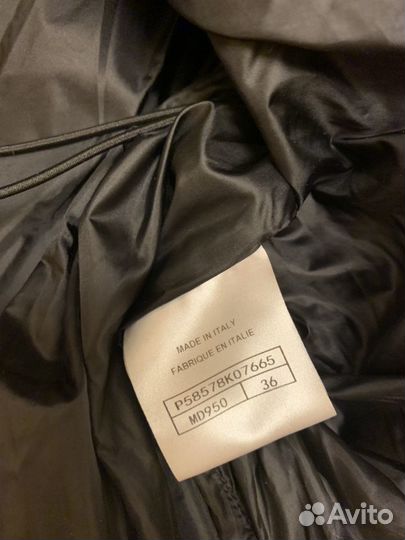 MADE IN ITALY
FABRIQUE EN ITALIE
P58578K07665
MD950 36
Avito